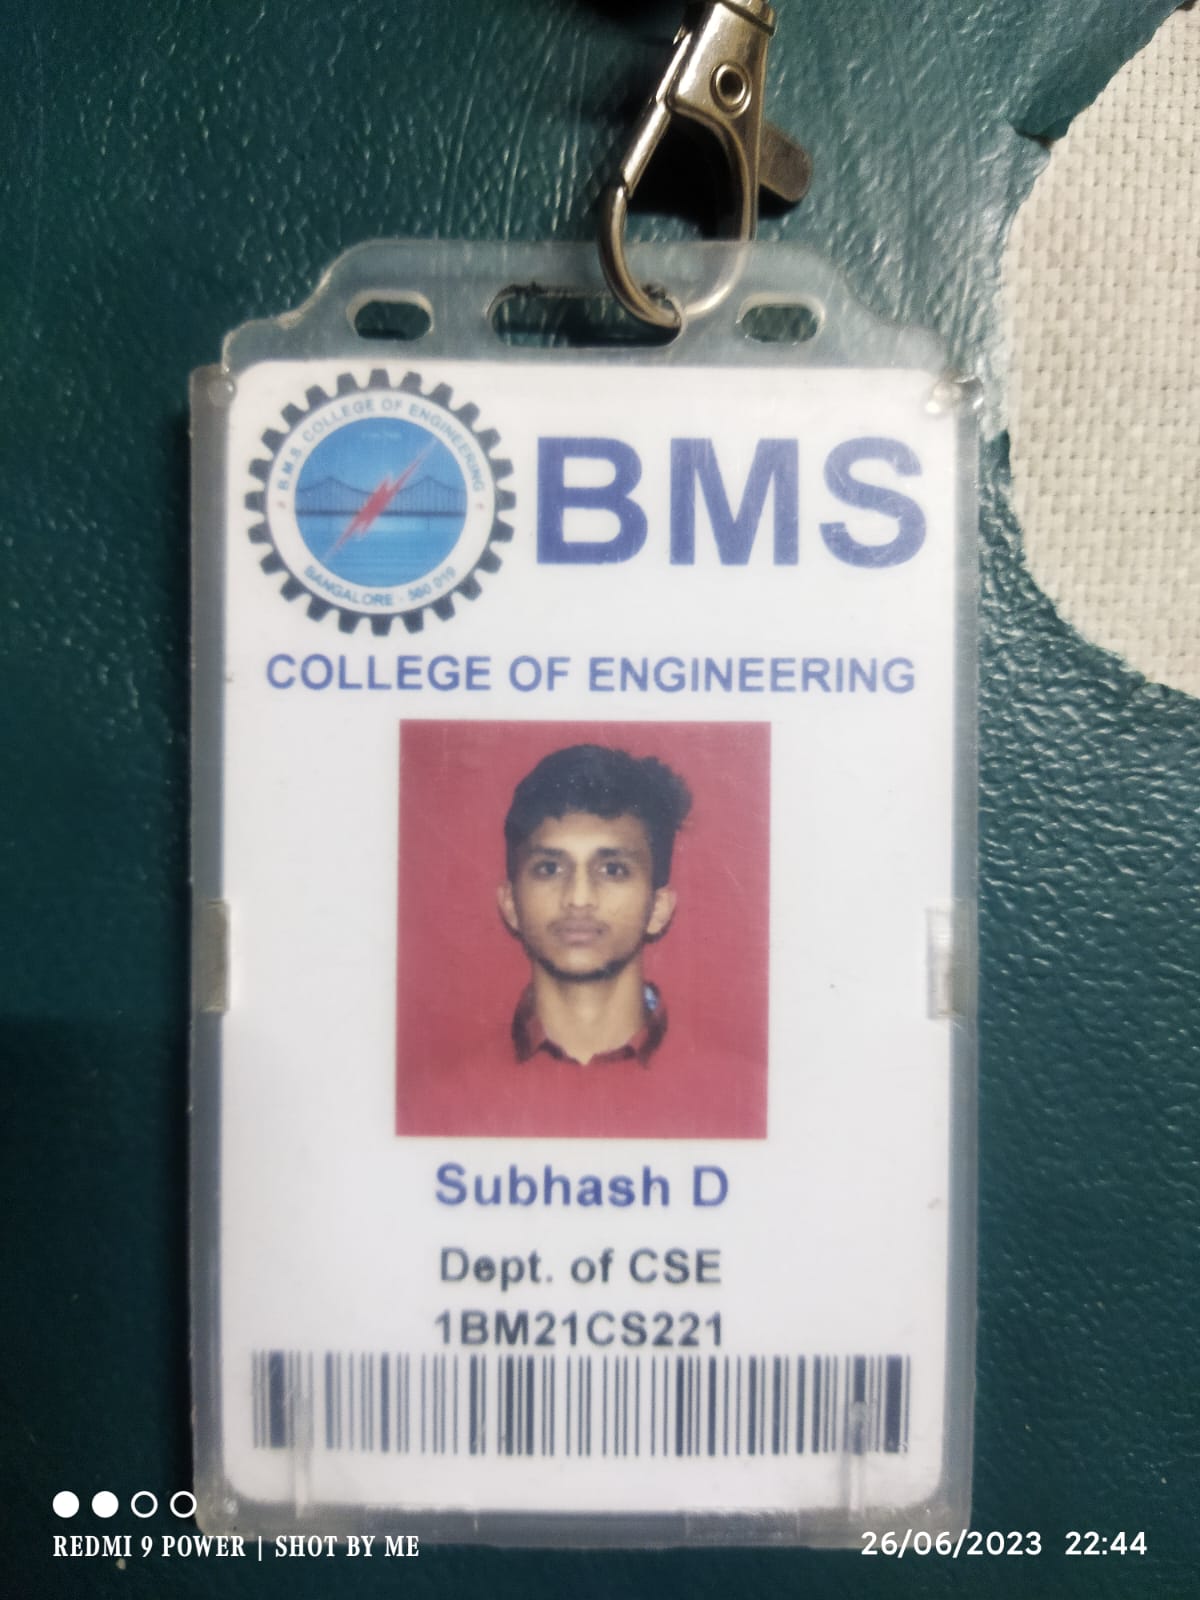 B.M.S. COLLEGE OF ENGINEERING
BANGALORE - 560 019
BMS
COLLEGE OF ENGINEERING
Subhash D
Dept. of CSE
1BM21CS221
REDMI 9 POWER | SHOT BY ME
26/06/2023 22:44